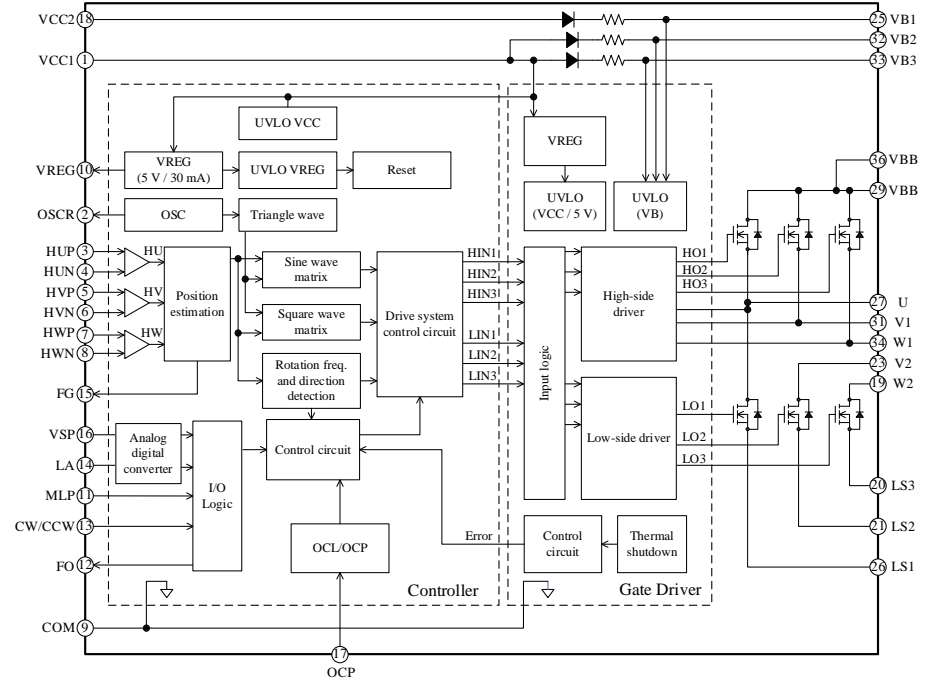 VCC2 18
25 VB1
32 VB2
VCC1 1
33 VB3
UVLO VCC
VREG
VREG 10
VREG
(5 V / 30 mA)
UVLO VREG
Reset
36 VBB
29 VBB
UVLO
(VCC / 5 V)
UVLO
(VB)
OSCR 2
OSC
Triangle wave
HUP 3
HU
HUN 4
HVP 5
HV
HVN 6
HWP 7
HW
HWN 8
Position
estimation
Sine wave
matrix
Square wave
matrix
Rotation freq.
and direction
detection
Drive system
control circuit
HIN1
HIN2
HIN3
LIN1
LIN2
LIN3
Input logic
High-side
driver
HO1
HO2
HO3
27 U
31 V1
34 W1
23 V2
19 W2
Low-side driver
LO1
LO2
LO3
FG 15
VSP 16
LA 14
MLP 11
CW/CCW 13
FO 12
Analog
digital
converter
I/O
Logic
Control circuit
OCL/OCP
Error
Control
circuit
Thermal
shutdown
20 LS3
21 LS2
26 LS1
Controller
Gate Driver
COM 9
17
OCP